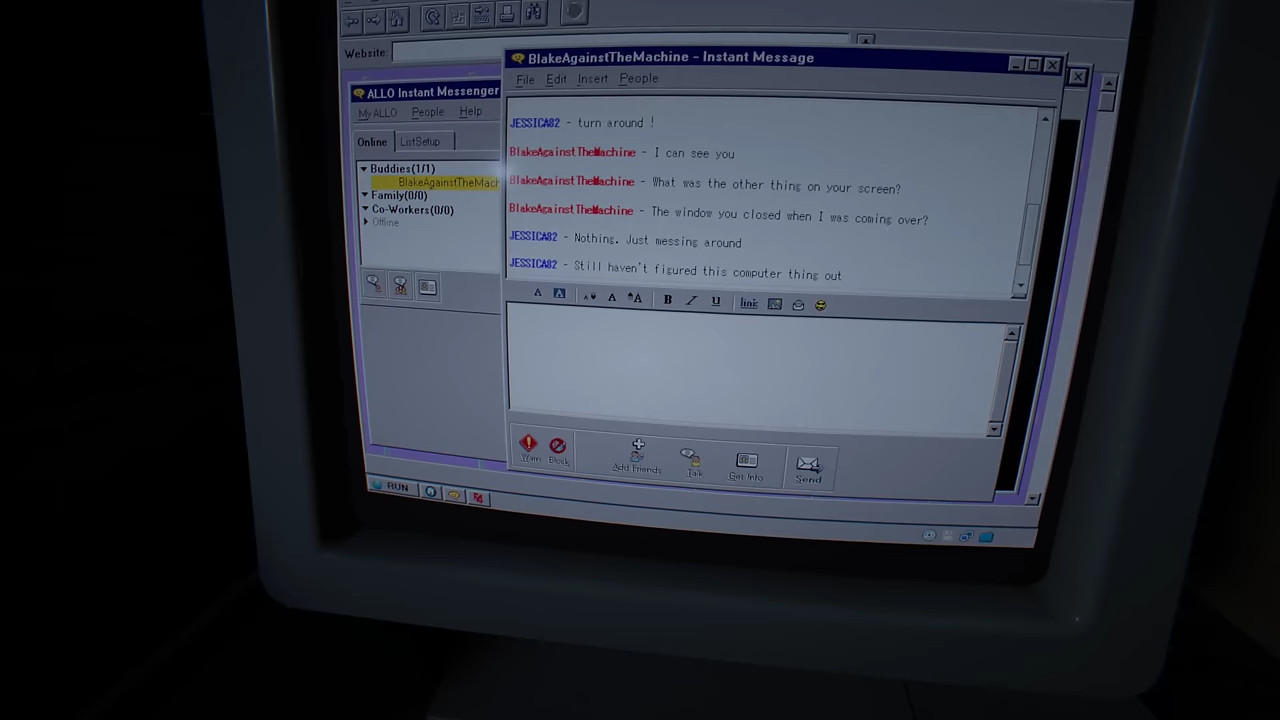 Website:
BlakeAgainstTheMachine - Instant Message
File Edit Insert People
ALLO Instant Messenger
MyALLO People Help
Online ListSetup
Buddies(1/1)
BlakeAgainstTheMach
Family(0/0)
Co-Workers(0/0)
Offline
JESSICA82 - turn around !
BlakeAgainstTheMachine - I can see you
BlakeAgainstTheMachine - What was the other thing on your screen?
BlakeAgainstTheMachine - The window you closed when I was coming over?
JESSICA82 - Nothing. Just messing around
JESSICA82 - Still haven't figured this computer thing out
A A A A A B I U link
Warn Block Add Friends Talk Get Info Send
RUN